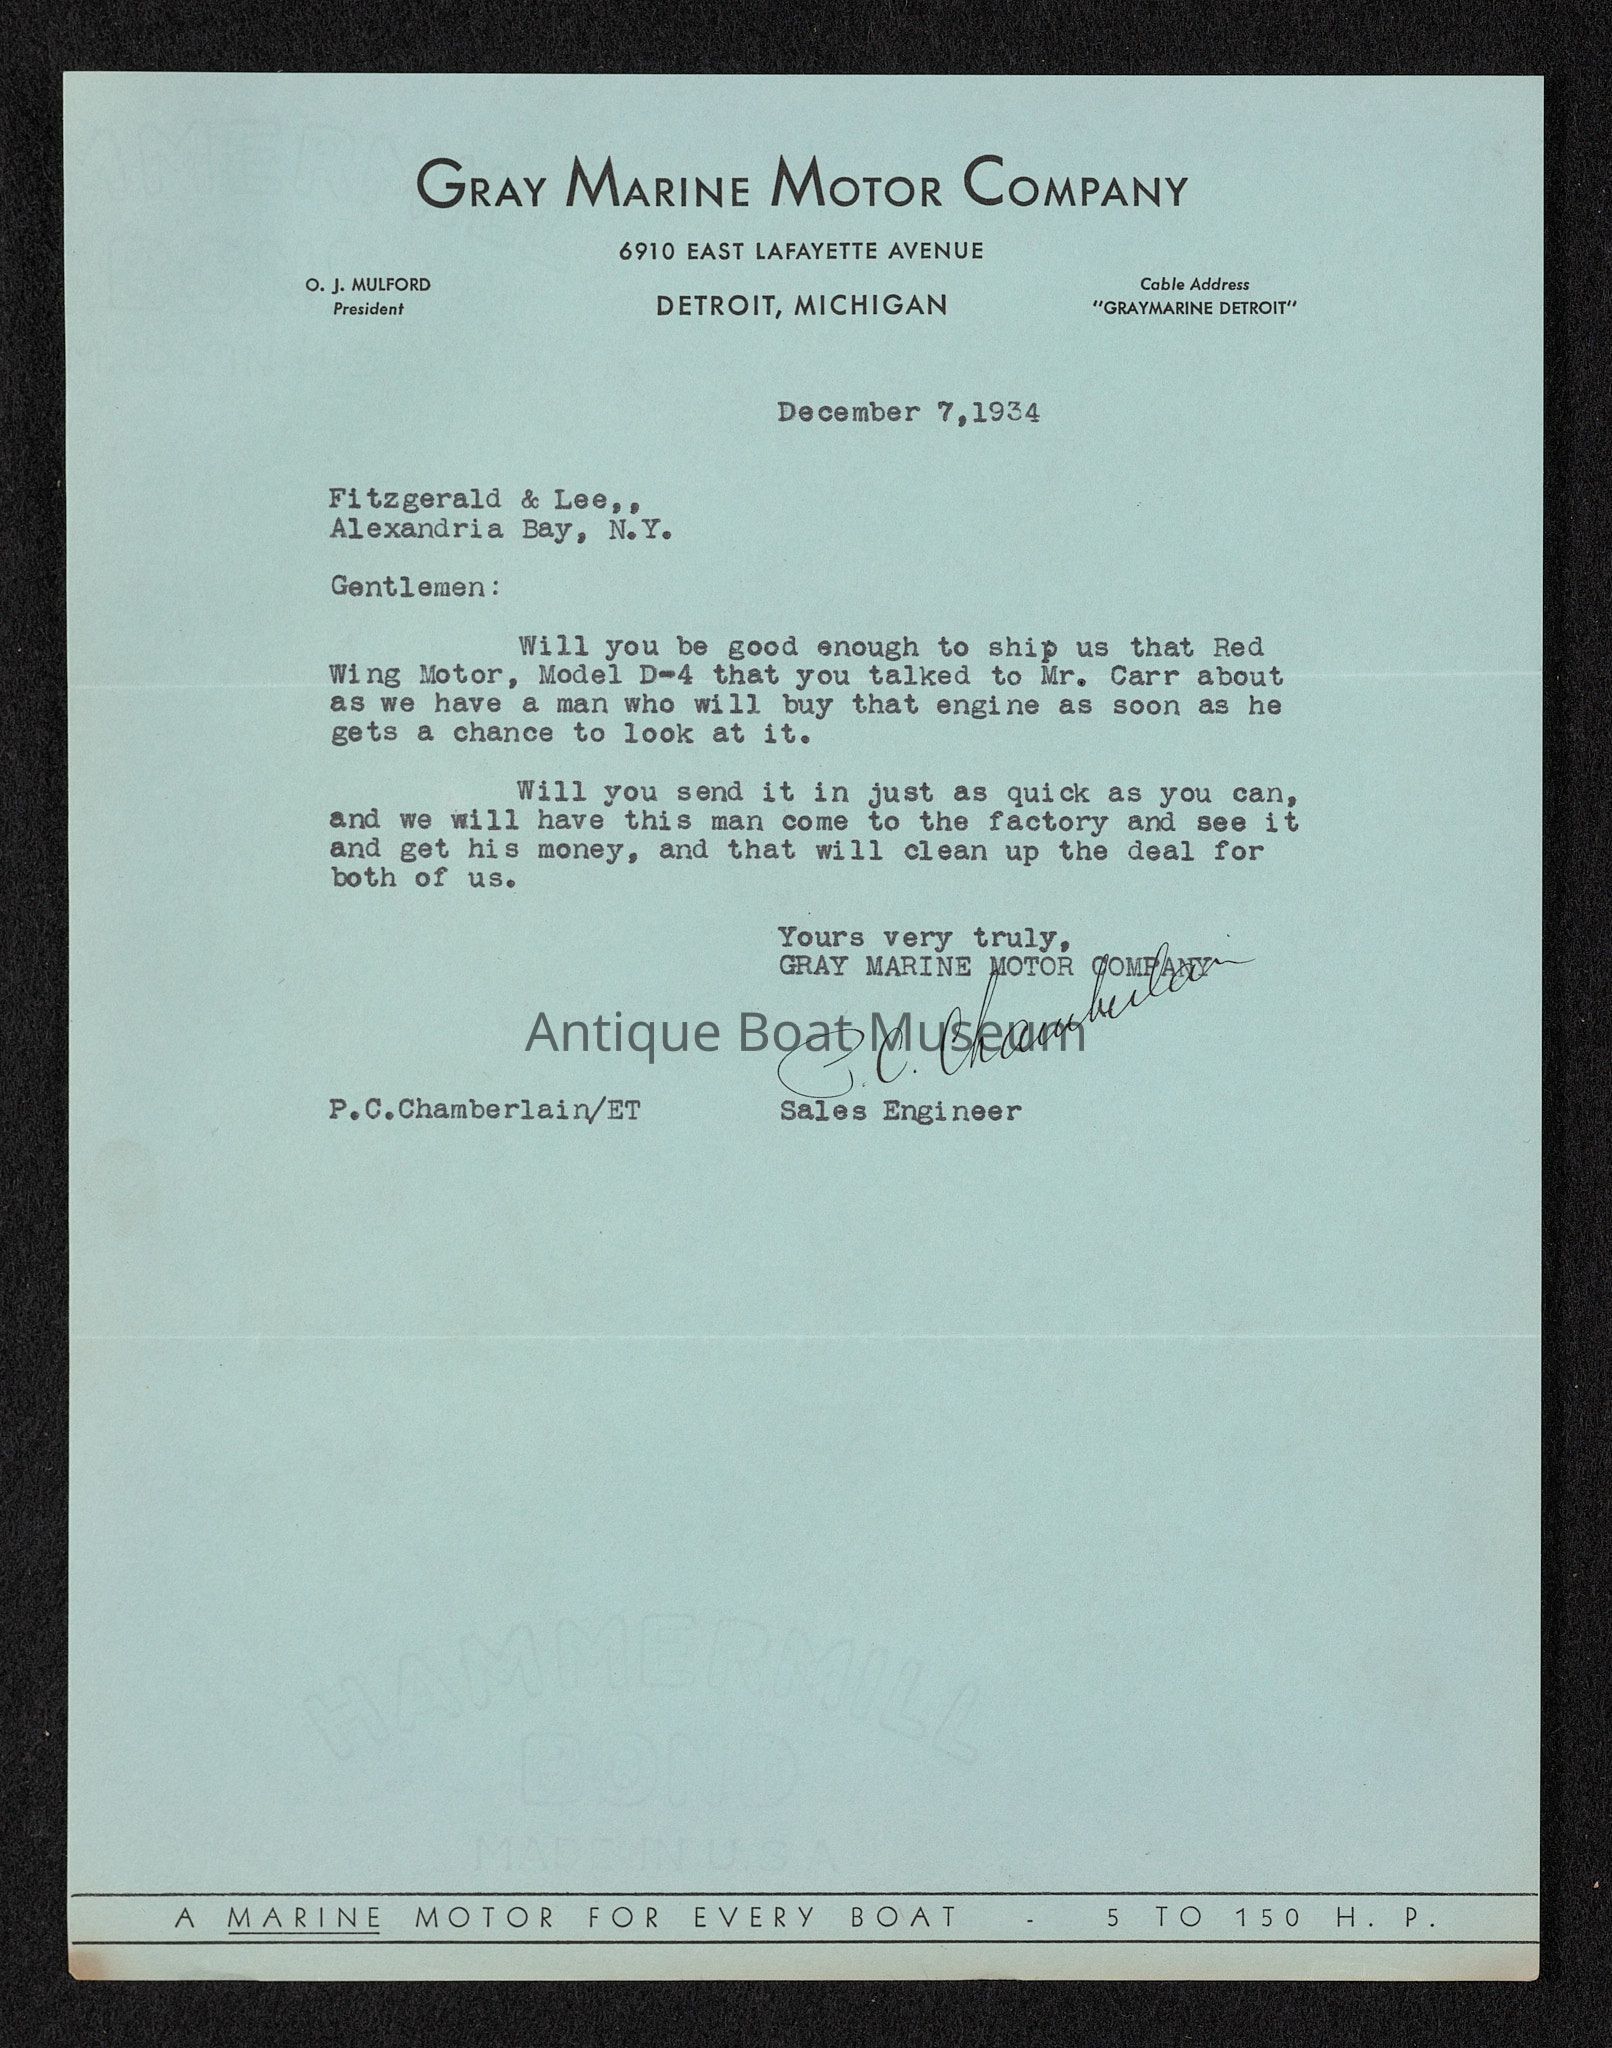 GRAY MARINE MOTOR COMPANY
6910 EAST LAFAYETTE AVENUE
O. J. MULFORD
President
DETROIT, MICHIGAN
Cable Address
"GRAYMARINE DETROIT"
December 7,1934
Fitzgerald & Lee,,
Alexandria Bay, N.Y.
Gentlemen:
Will you be good enough to ship us that Red
Wing Motor, Model D-4 that you talked to Mr. Carr about
as we have a man who will buy that engine as soon as he
gets a chance to look at it.
Will you send it in just as quick as you can,
and we will have this man come to the factory and see it
and get his money, and that will clean up the deal for
both of us.
Yours very truly,
GRAY MARINE MOTOR COMPANY
P. C. Chamberlain
Antique Boat Museum
P.C.Chamberlain/ET
Sales Engineer
HAMMERMILL
BOND
MADE IN U.S.A
A MARINE MOTOR FOR EVERY BOAT - 5 TO 150 H. P.